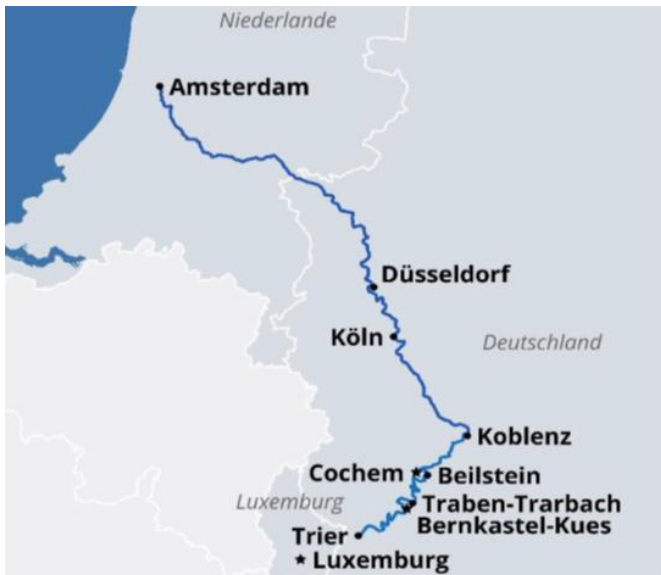 Niederlande
Amsterdam
Düsseldorf
Köln
Deutschland
Koblenz
Cochem
Beilstein
Luxemburg
Traben-Trarbach
Bernkastel-Kues
Trier
Luxemburg